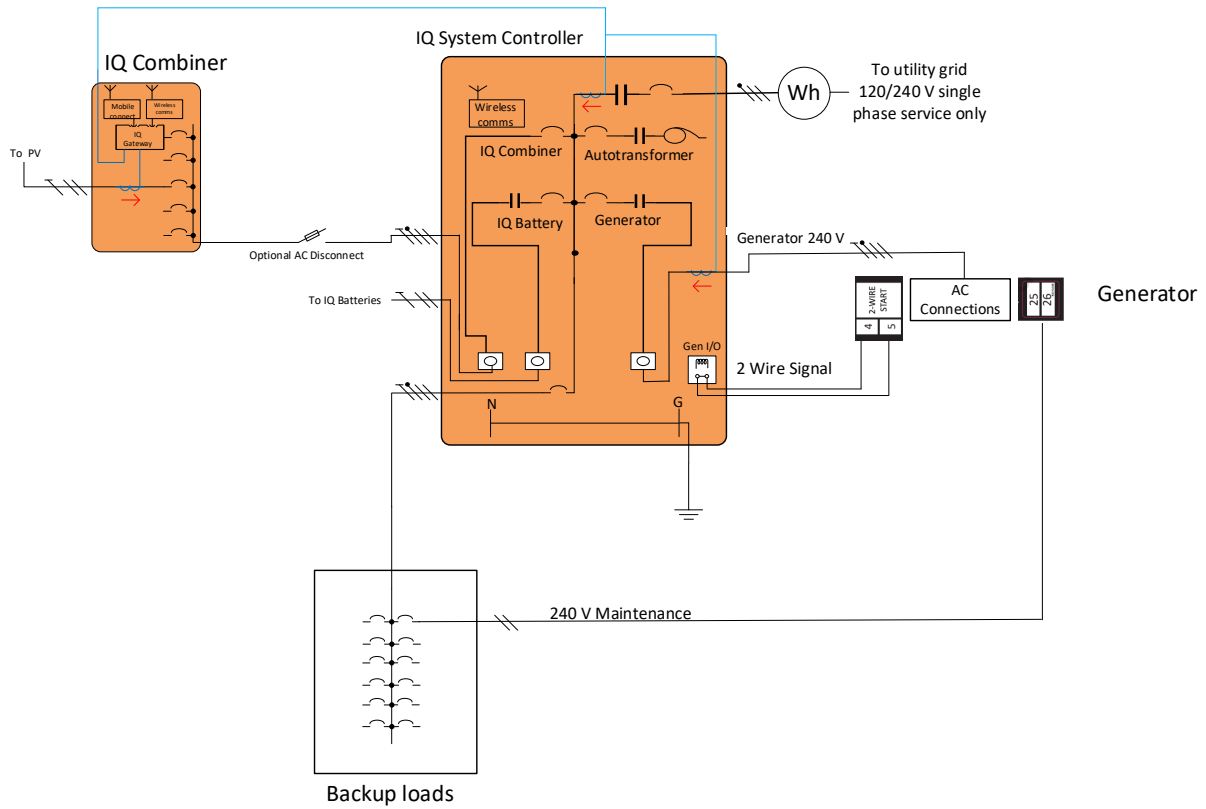 IQ System Controller
IQ Combiner
Mobile
connect
Wireless
comms
IQ
Gateway
To PV
Optional AC Disconnect
To IQ Batteries
Wireless
comms
IQ Combiner
Autotransformer
IQ Battery
Generator
Wh
To utility grid
120/240 V single
phase service only
Generator 240 V
2-WIRE
START
4
5
AC
Connections
25
26
Generator
Gen I/O
2 Wire Signal
N
G
240 V Maintenance
Backup loads